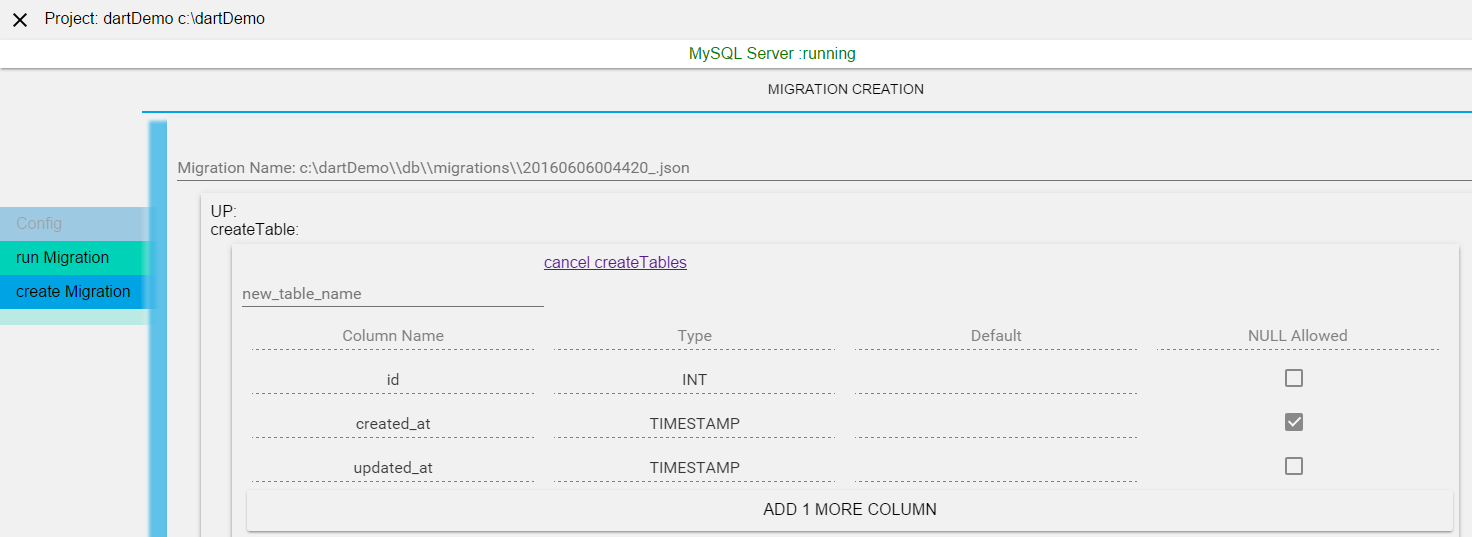 Project: dartDemo c:\dartDemo
MySQL Server :running
MIGRATION CREATION
Migration Name: c:\dartDemo\\db\\migrations\\20160606004420_.json
Config
run Migration
create Migration
UP:
createTable:
cancel createTables
new_table_name
Column Name Type Default NULL Allowed
id INT
created_at TIMESTAMP
updated_at TIMESTAMP
ADD 1 MORE COLUMN